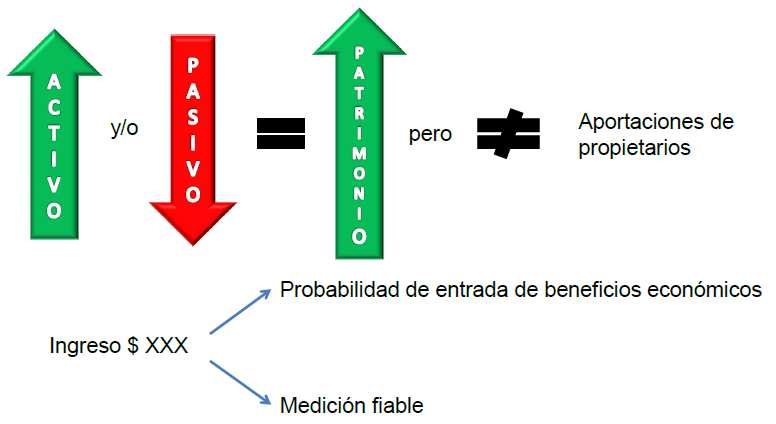 ACTIVO
y/o
PASIVO
=
PATRIMONIO
pero
≠
Aportaciones de
propietarios
Probabilidad de entrada de beneficios económicos
Ingreso $ XXX
Medición fiable